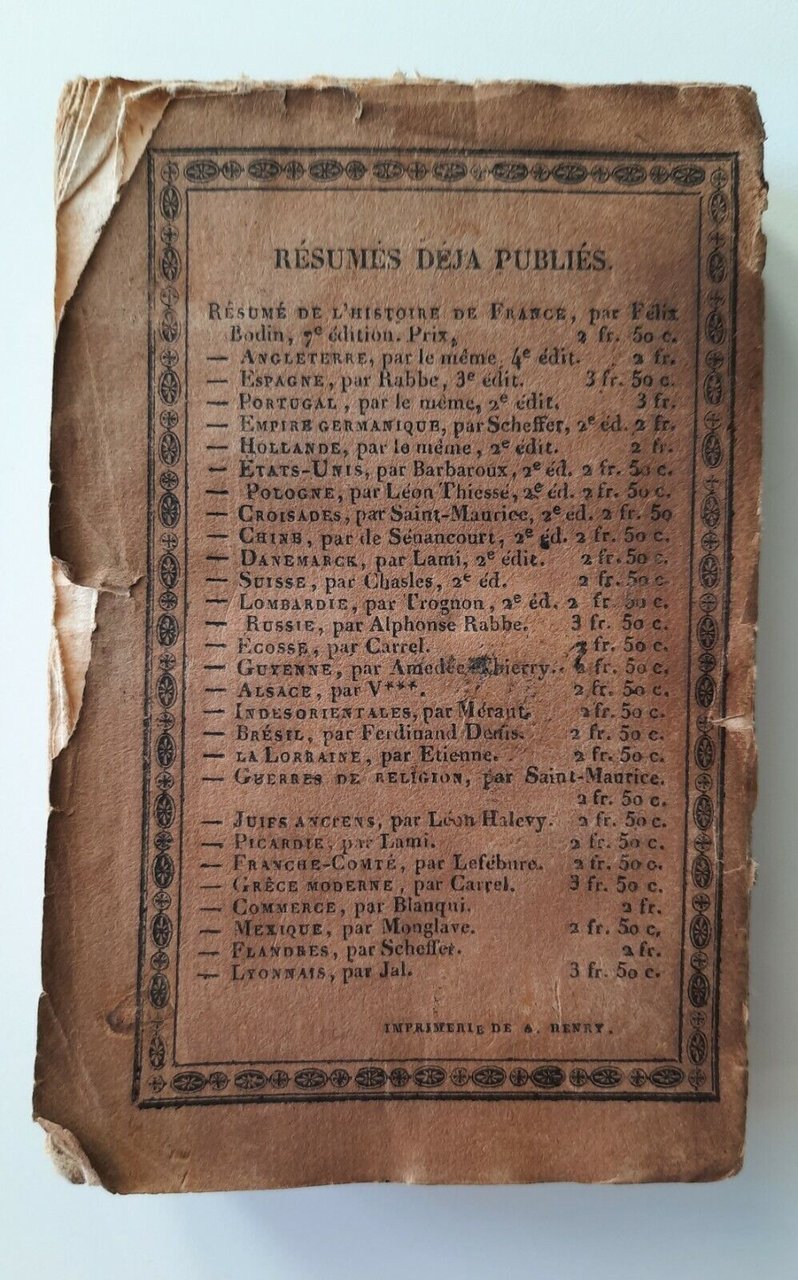 RÉSUMÉS DÉJA PUBLIÉS.
RÉSUMÉ DE L'HISTOIRE DE FRANCE, par Félix
Bodin, 7e édition. Prix, 2 fr. 50 c.
— ANGLETERRE, par le même, 4e édit. 2 fr.
— ESPAGNE, par Rabbe, 3e édit. 3 fr. 50 c.
— PORTUGAL, par le même, 2e édit. 3 fr.
— EMPIRE GERMANIQUE, par Scheffer, 2e éd. 2 fr.
— HOLLANDE, par le même, 2e édit. 2 fr.
— ETATS-UNIS, par Barbaroux, 2e éd. 2 fr. 50 c.
— POLOGNE, par Léon Thiessé, 2e éd. 2 fr. 50 c.
— CROISADES, par Saint-Maurice, 2e éd. 2 fr. 50
— CHINE, par de Sénancourt, 2e éd. 2 fr. 50 c.
— DANEMARCK, par Lami, 2e édit. 2 fr. 50 c.
— SUISSE, par Chasles, 2e éd. 2 fr. 50 c.
— LOMBARDIE, par Trognon, 2e éd. 2 fr. 50 c.
— RUSSIE, par Alphonse Rabbe. 3 fr. 50 c.
— ECOSSE, par Carrel. fr. 50 c.
— GUYENNE, par Amédée Thierry. fr. 50 c.
— ALSACE, par V***. 2 fr. 50 c.
— INDES ORIENTALES, par Mérant. 2 fr. 50 c.
— BRÉSIL, par Ferdinand Denis. 2 fr. 50 c.
— LA LORRAINE, par Etienne. 2 fr. 50 c.
— GUERRES DE RELIGION, par Saint-Maurice.
2 fr. 50 c.
— JUIFS ANCIENS, par Léon Halevy. 2 fr. 50 c.
— PICARDIE, par Lami. 2 fr. 50 c.
— FRANCHE-COMTÉ, par Lefébure. 2 fr. 50 c.
— GRÊCE MODERNE, par Carrel. 3 fr. 50 c.
— COMMERCE, par Blanqui. 2 fr.
— MEXIQUE, par Monglave. 2 fr. 50 c.
— FLANDRES, par Scheffer. 2 fr.
— LYONNAIS, par Jal. 3 fr. 50 c.
IMPRIMERIE DE A. HENRY.